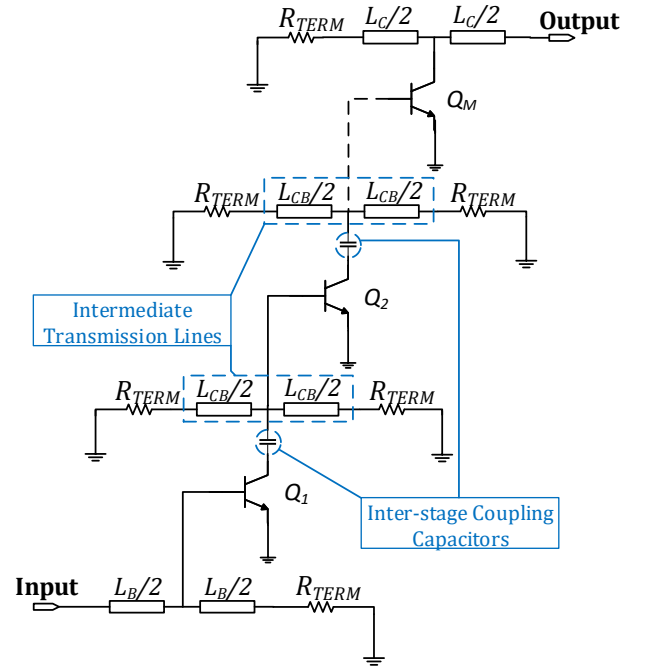 R_TERM L_C/2 L_C/2 Output
Q_M
R_TERM L_CB/2 L_CB/2 R_TERM
Q_2
Intermediate
Transmission Lines
R_TERM L_CB/2 L_CB/2 R_TERM
Q_1
Inter-stage Coupling
Capacitors
Input L_B/2 L_B/2 R_TERM